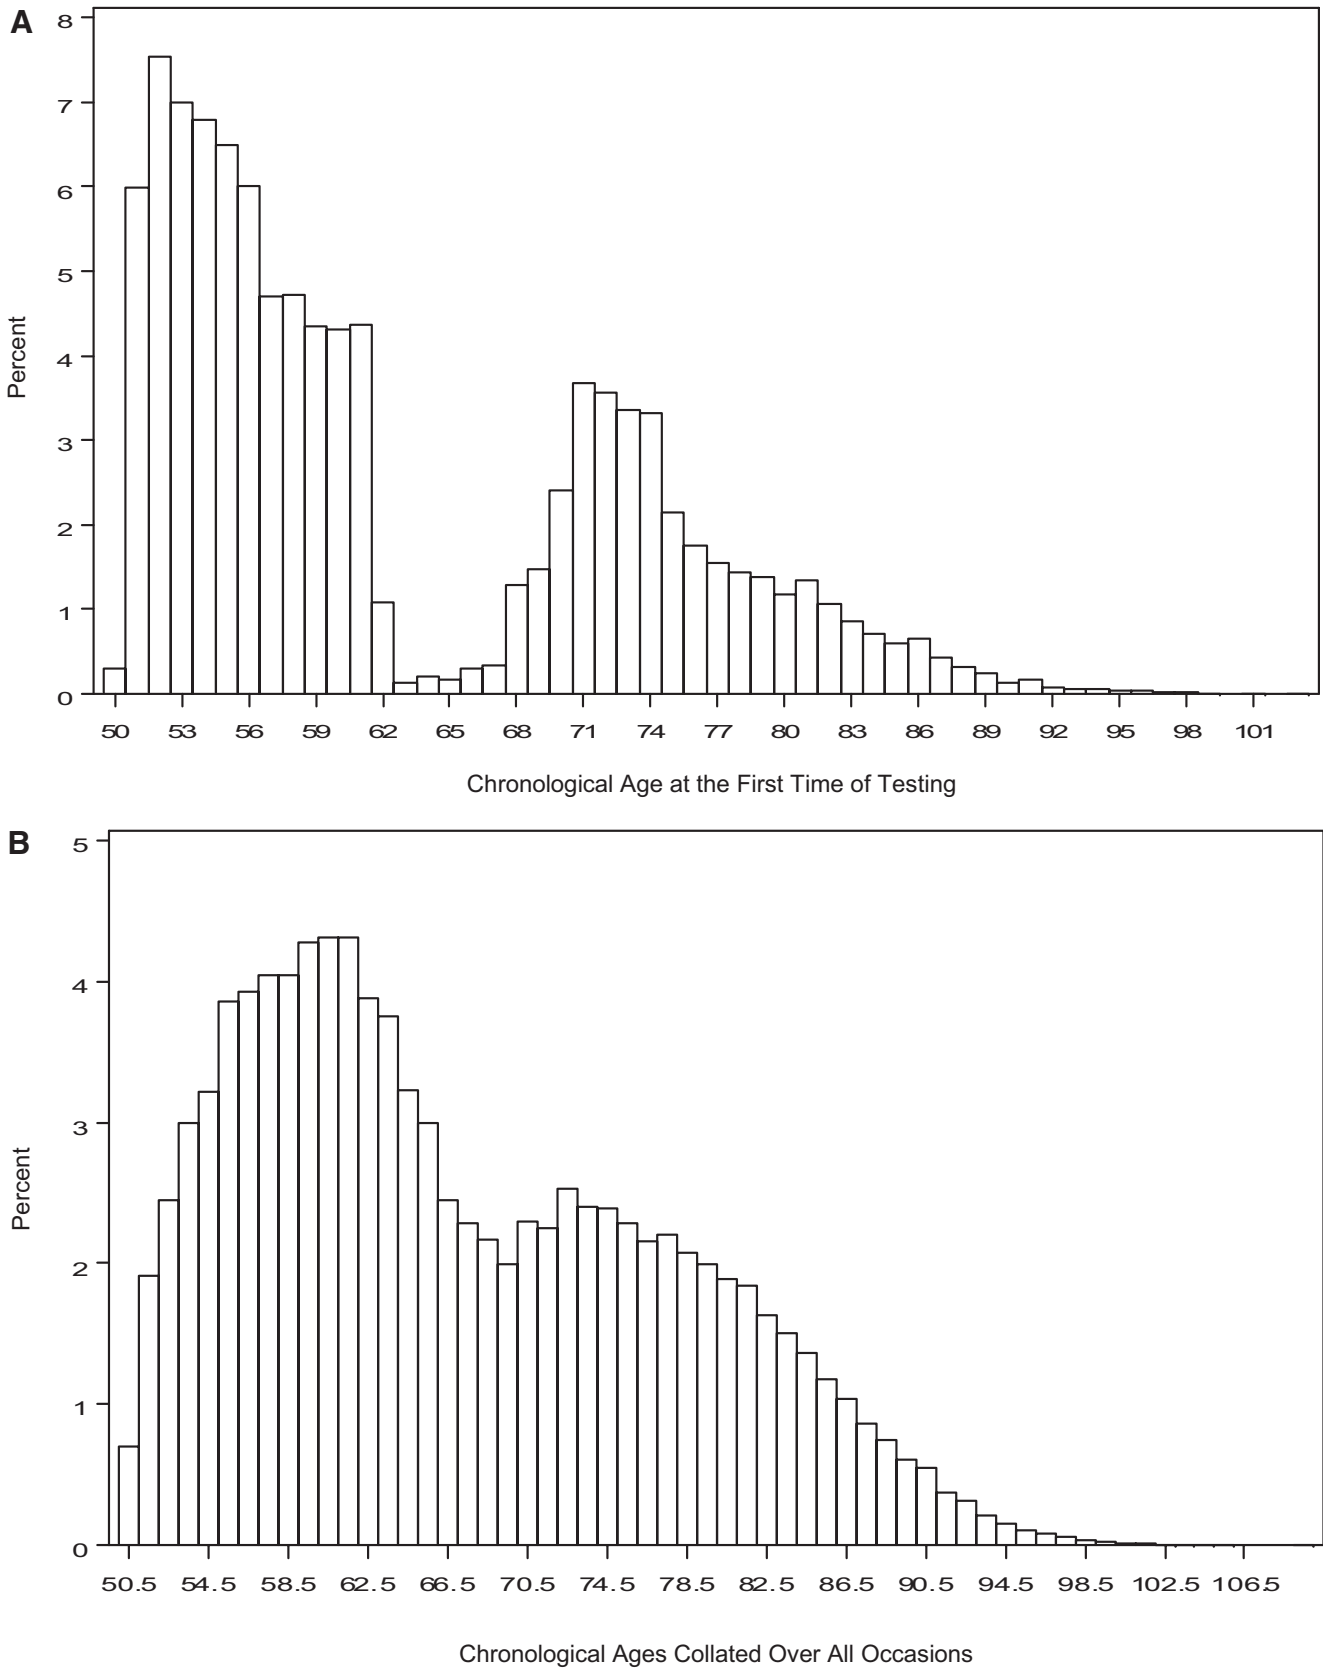 A
8
7
6
5
4
3
2
1
0
Percent
50 53 56 59 62 65 68 71 74 77 80 83 86 89 92 95 98 101
Chronological Age at the First Time of Testing
B
5
4
3
2
1
0
Percent
50.5 54.5 58.5 62.5 66.5 70.5 74.5 78.5 82.5 86.5 90.5 94.5 98.5 102.5 106.5
Chronological Ages Collated Over All Occasions